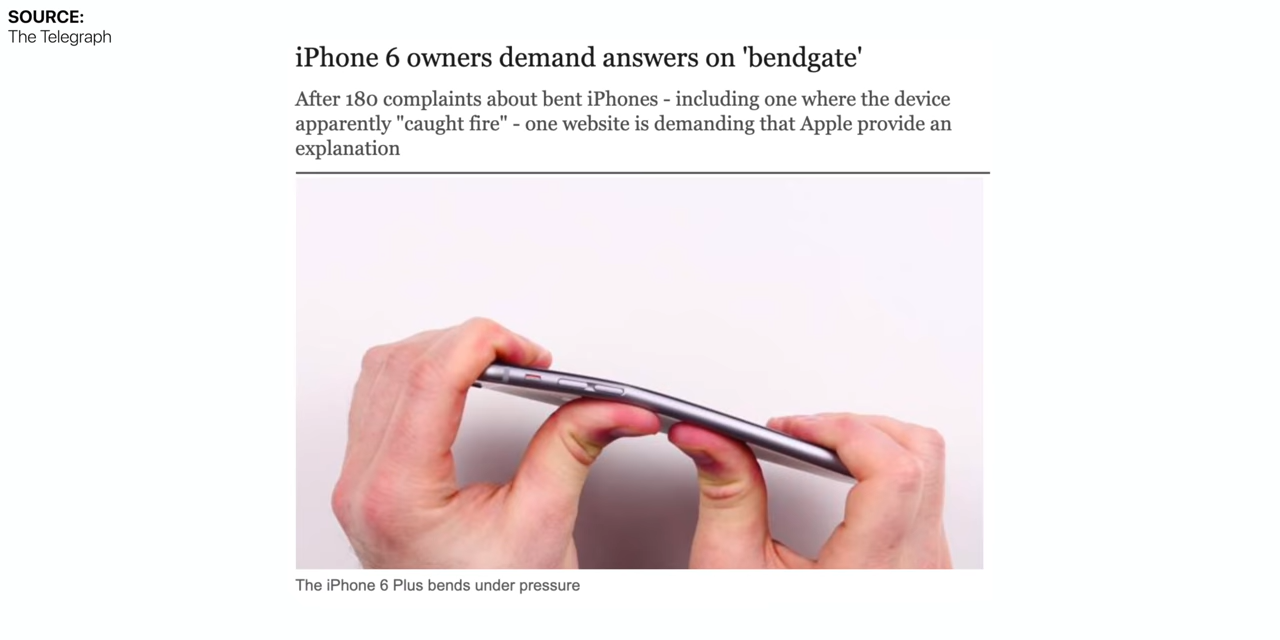 SOURCE:
The Telegraph
iPhone 6 owners demand answers on 'bendgate'
After 180 complaints about bent iPhones - including one where the device
apparently "caught fire" - one website is demanding that Apple provide an
explanation
The iPhone 6 Plus bends under pressure